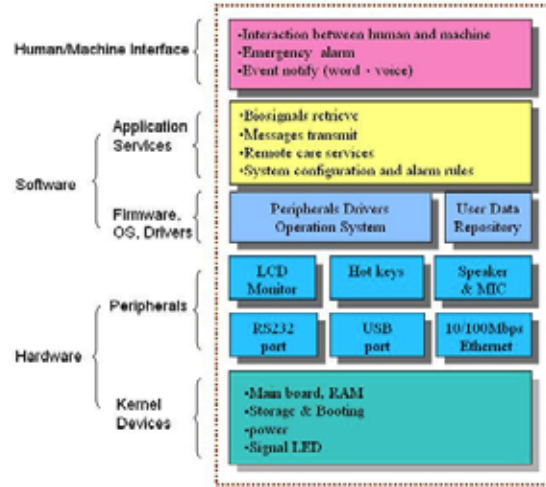 Human/Machine Interface
•Interaction between human and machine
•Emergency alarm
•Event notify (word · voice)
Software
Application
Services
•Biosignals retrieve
•Messages transmit
•Remote care services
•System configuration and alarm rules
Firmware,
OS, Drivers
Peripherals Drivers
Operation System
User Data
Repository
Hardware
Peripherals
LCD
Monitor
Hot keys
Speaker
& MIC
RS232
port
USB
port
10/100Mbps
Ethernet
Kernel
Devices
•Main board, RAM
•Storage & Booting
•power
•Signal LED